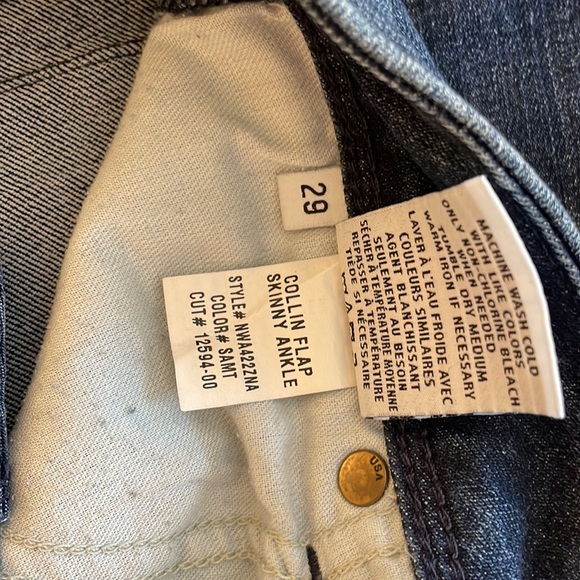 29
COLLIN FLAP
SKINNY ANKLE
STYLE# NWA422ZNA
COLOR# SAMT
CUT# 12594-00
MACHINE WASH COLD
WITH LIKE COLORS
ONLY NON-CHLORINE BLEACH
WHEN NEEDED
TUMBLE DRY MEDIUM
WARM IRON IF NECESSARY
LAVER À L'EAU FROIDE AVEC
COULEURS SIMILAIRES
AGENT BLANCHISSANT
SEULEMENT AU BESOIN
SÉCHER À TEMPÉRATURE MOYENNE
REPASSER À TEMPÉRATURE
TIÈDE SI NÉCESSAIRE
USA